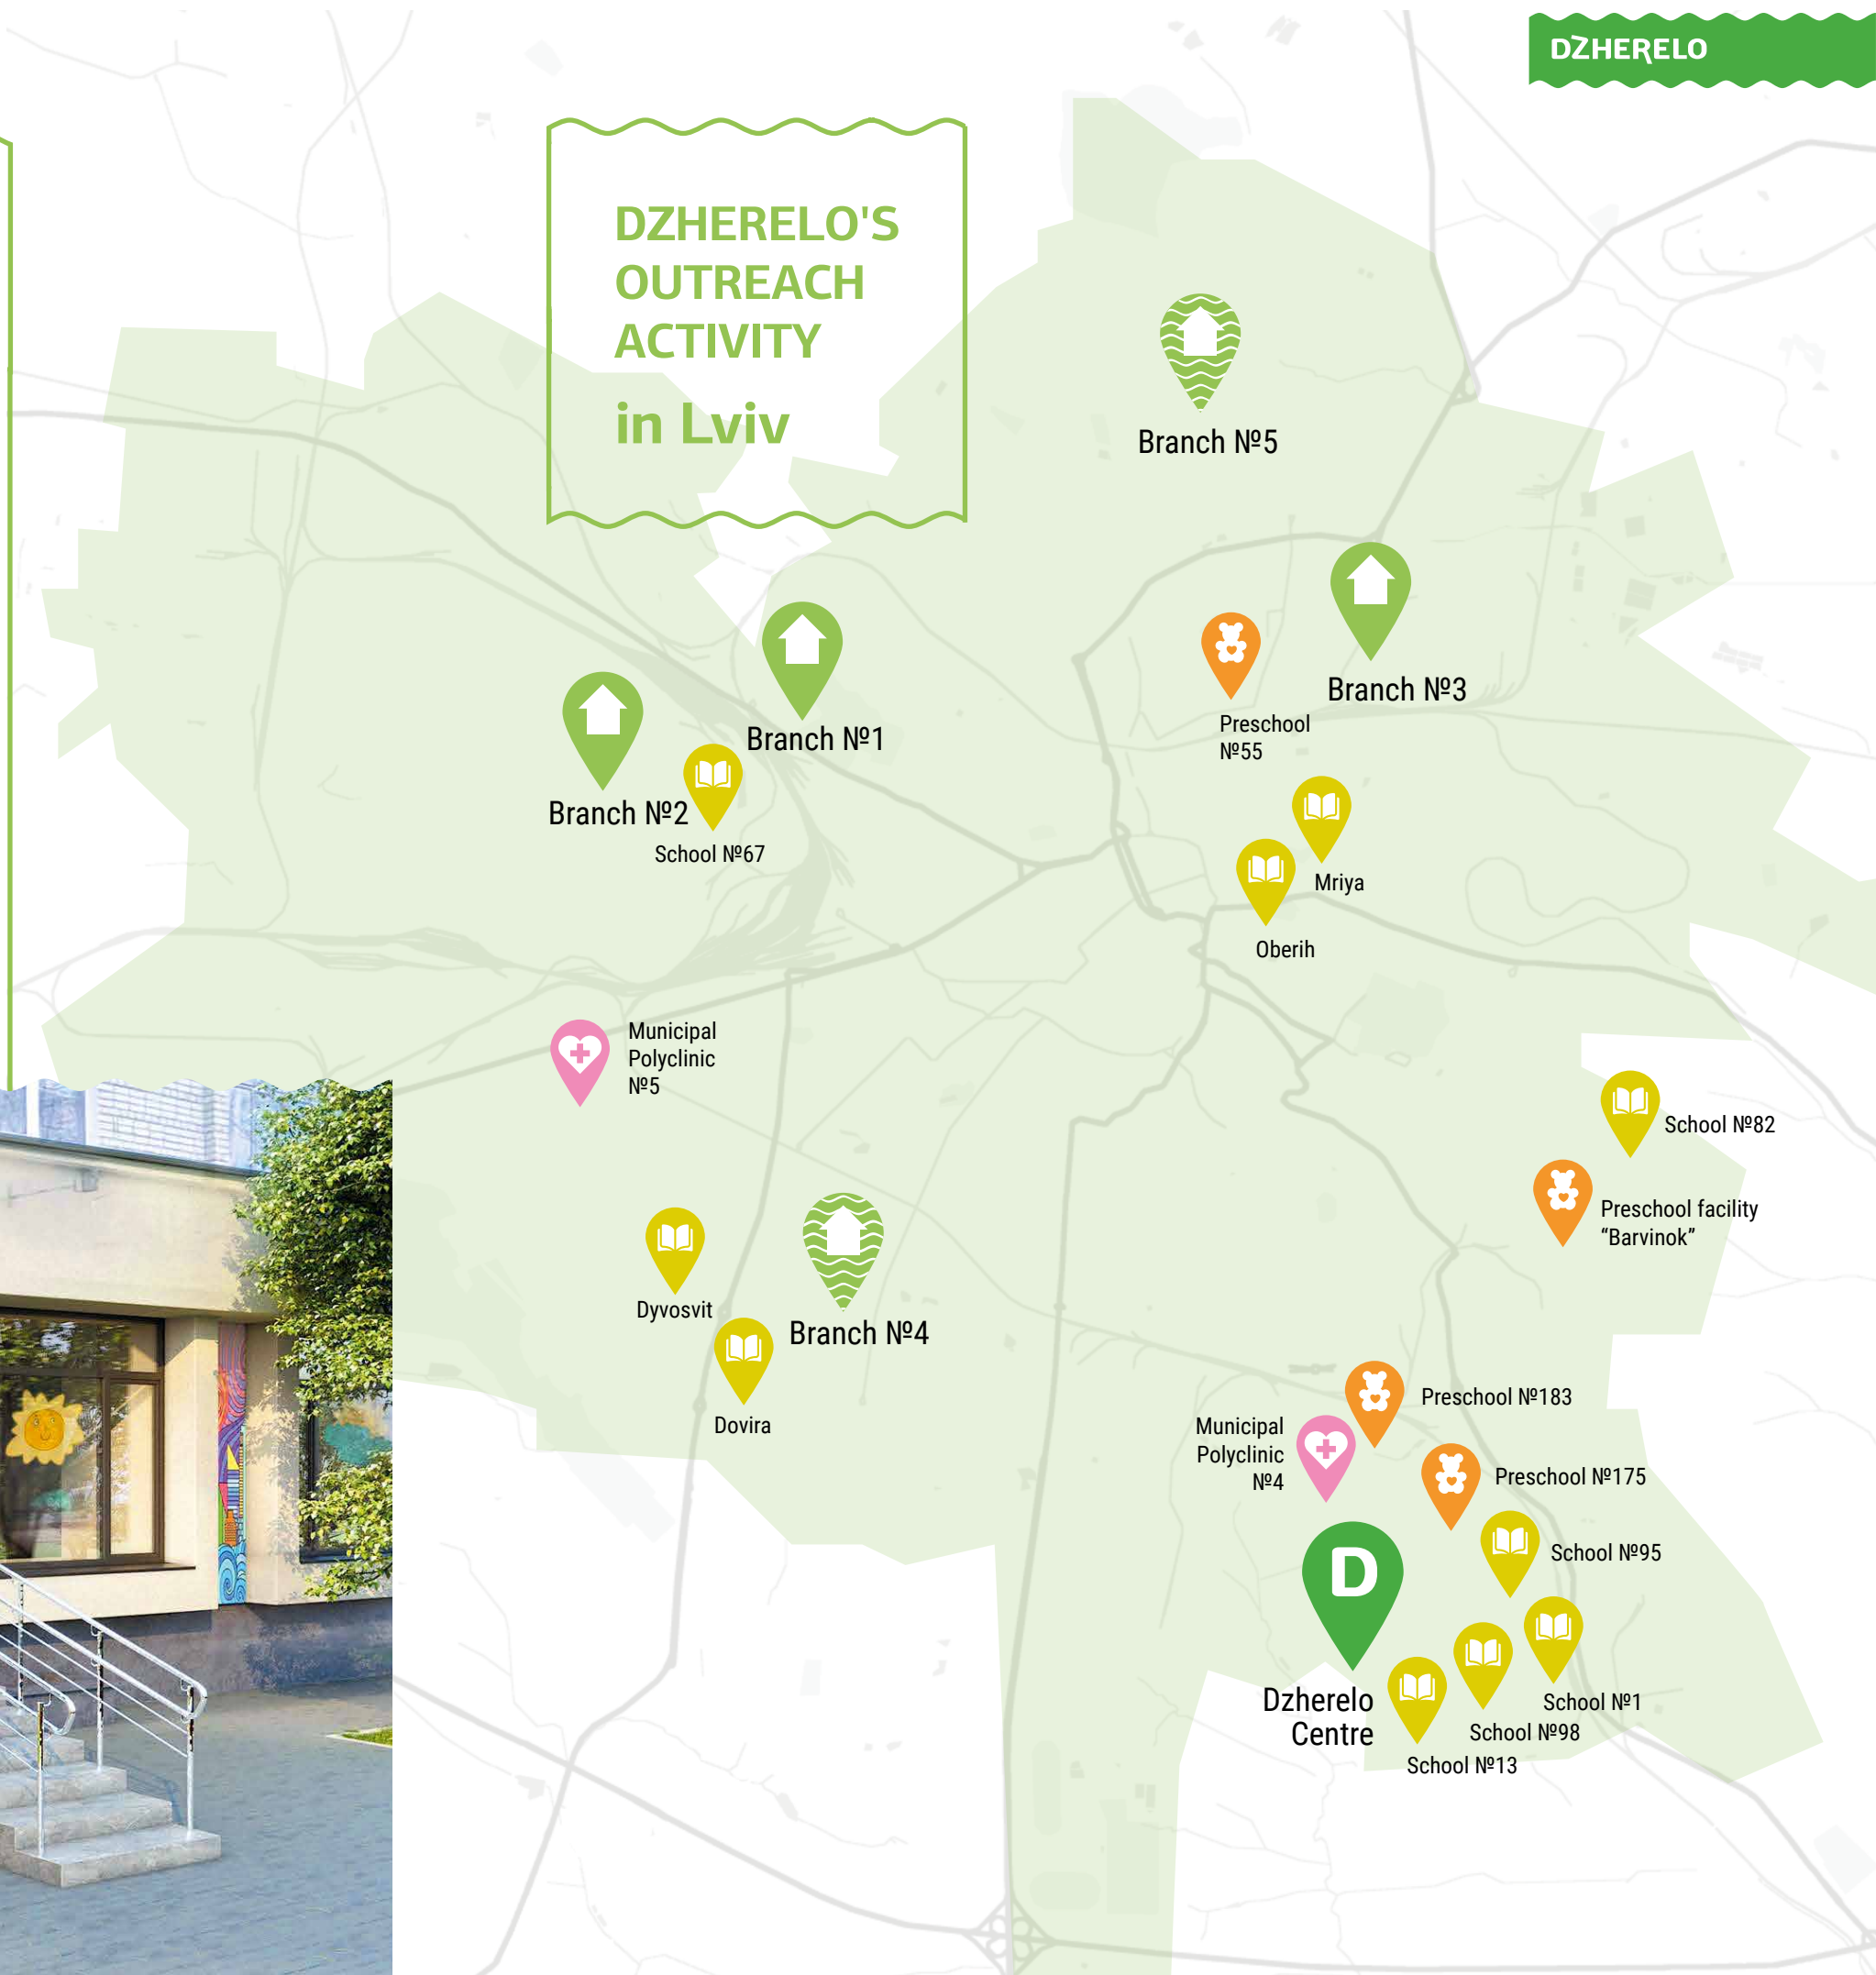 DZHERELO
DZHERELO'S
OUTREACH
ACTIVITY
in Lviv
Branch №5
Branch №3
Preschool
№55
Branch №1
Branch №2
School №67
Mriya
Oberih
Municipal
Polyclinic
№5
School №82
Preschool facility
“Barvinok”
Dyvosvit
Branch №4
Dovira
Preschool №183
Municipal
Polyclinic
№4
Preschool №175
School №95
D
Dzherelo
Centre
School №1
School №98
School №13